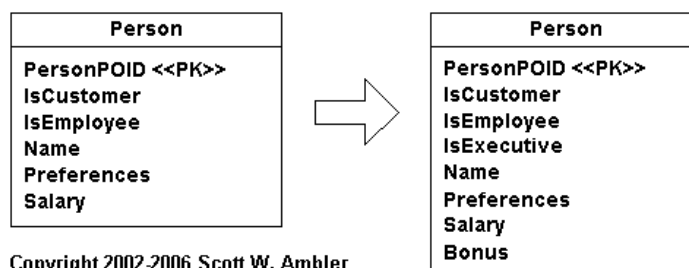 Person
PersonPOID <<PK>>
IsCustomer
IsEmployee
Name
Preferences
Salary
Person
PersonPOID <<PK>>
IsCustomer
IsEmployee
IsExecutive
Name
Preferences
Salary
Bonus
Copyright 2002-2006 Scott W. Ambler